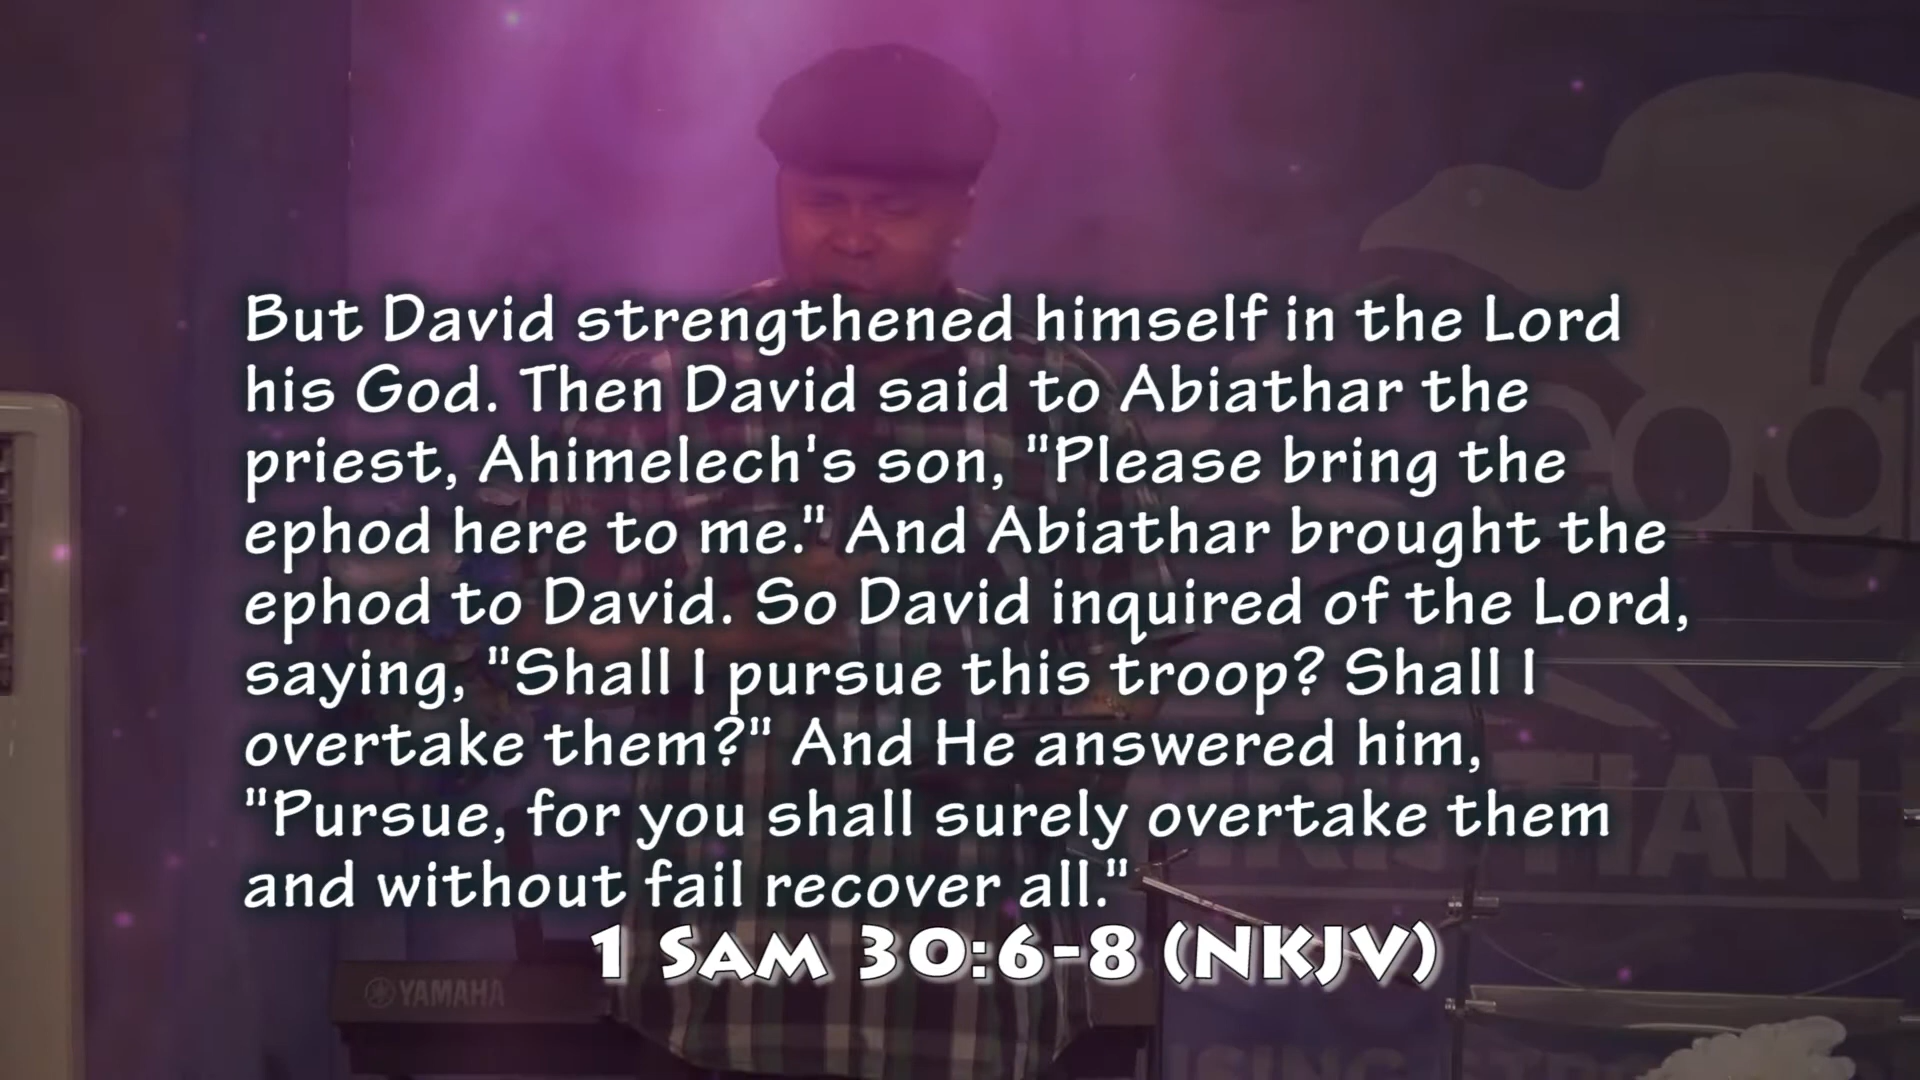 But David strengthened himself in the Lord
his God. Then David said to Abiathar the
priest, Ahimelech's son, "Please bring the
ephod here to me." And Abiathar brought the
ephod to David. So David inquired of the Lord,
saying, "Shall I pursue this troop? Shall I
overtake them?" And He answered him,
"Pursue, for you shall surely overtake them
and without fail recover all."
1 SAM 30:6-8 (NKJV)
YAMAHA